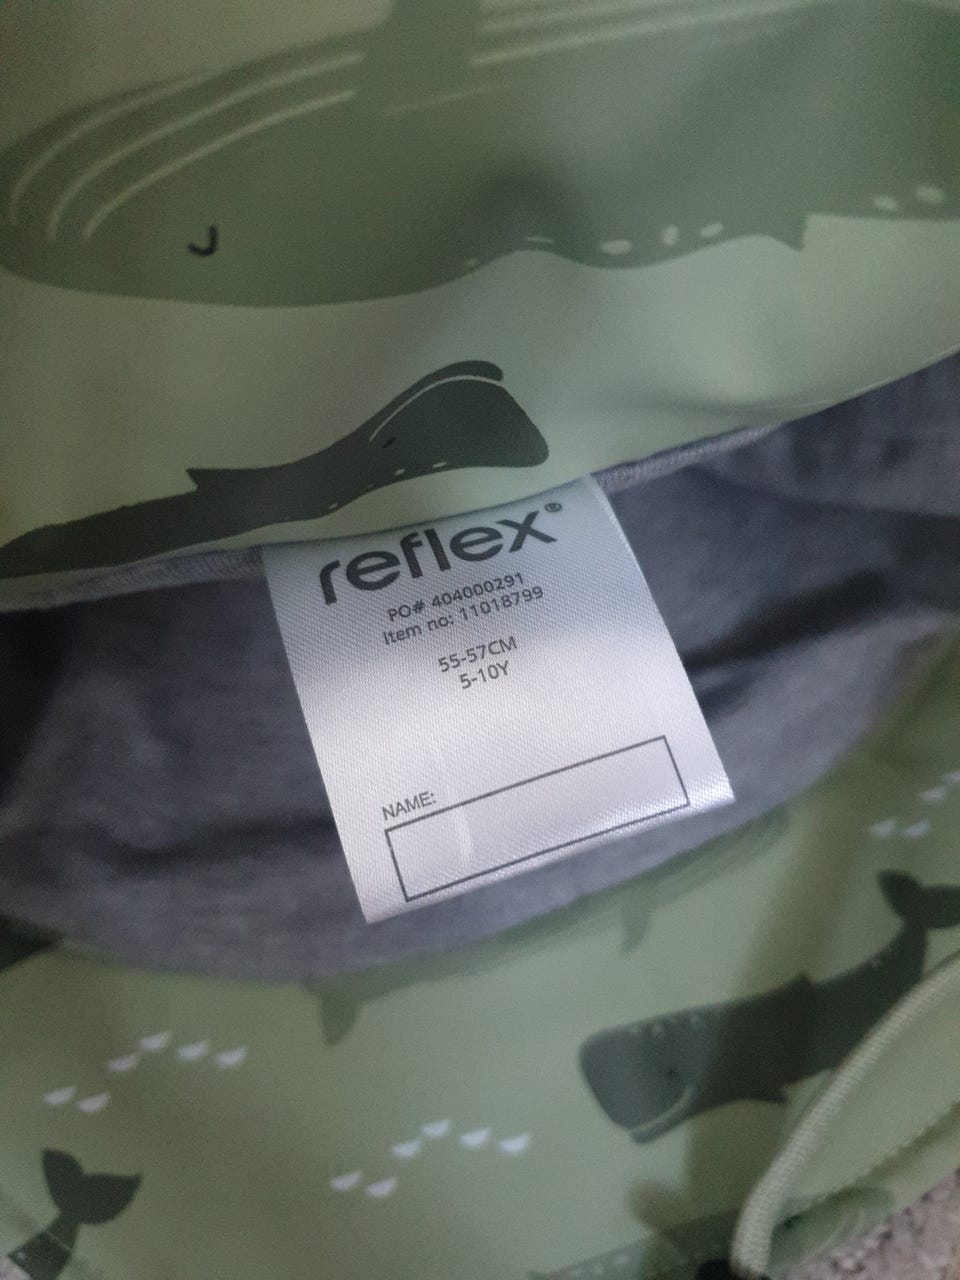 reflex®
PO# 404000291
Item no: 11018799
55-57CM
5-10Y
NAME: